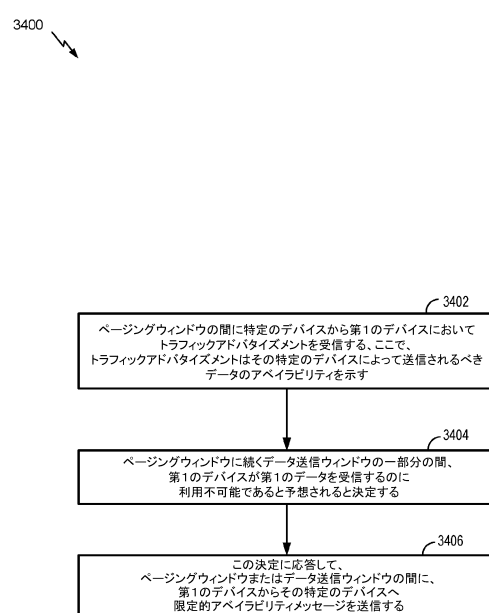 3400
3402
ページングウィンドウの間に特定のデバイスから第1のデバイスにおいて
トラフィックアドバタイズメントを受信する、ここで、
トラフィックアドバタイズメントはその特定のデバイスによって送信されるべき
データのアベイラビリティを示す
3404
ページングウィンドウに続くデータ送信ウィンドウの一部分の間、
第1のデバイスが第1のデータを受信するのに
利用不可能であると予想されると決定する
3406
この決定に応答して、
ページングウィンドウまたはデータ送信ウィンドウの間に、
第1のデバイスからその特定のデバイスへ
限定的アベイラビリティメッセージを送信する